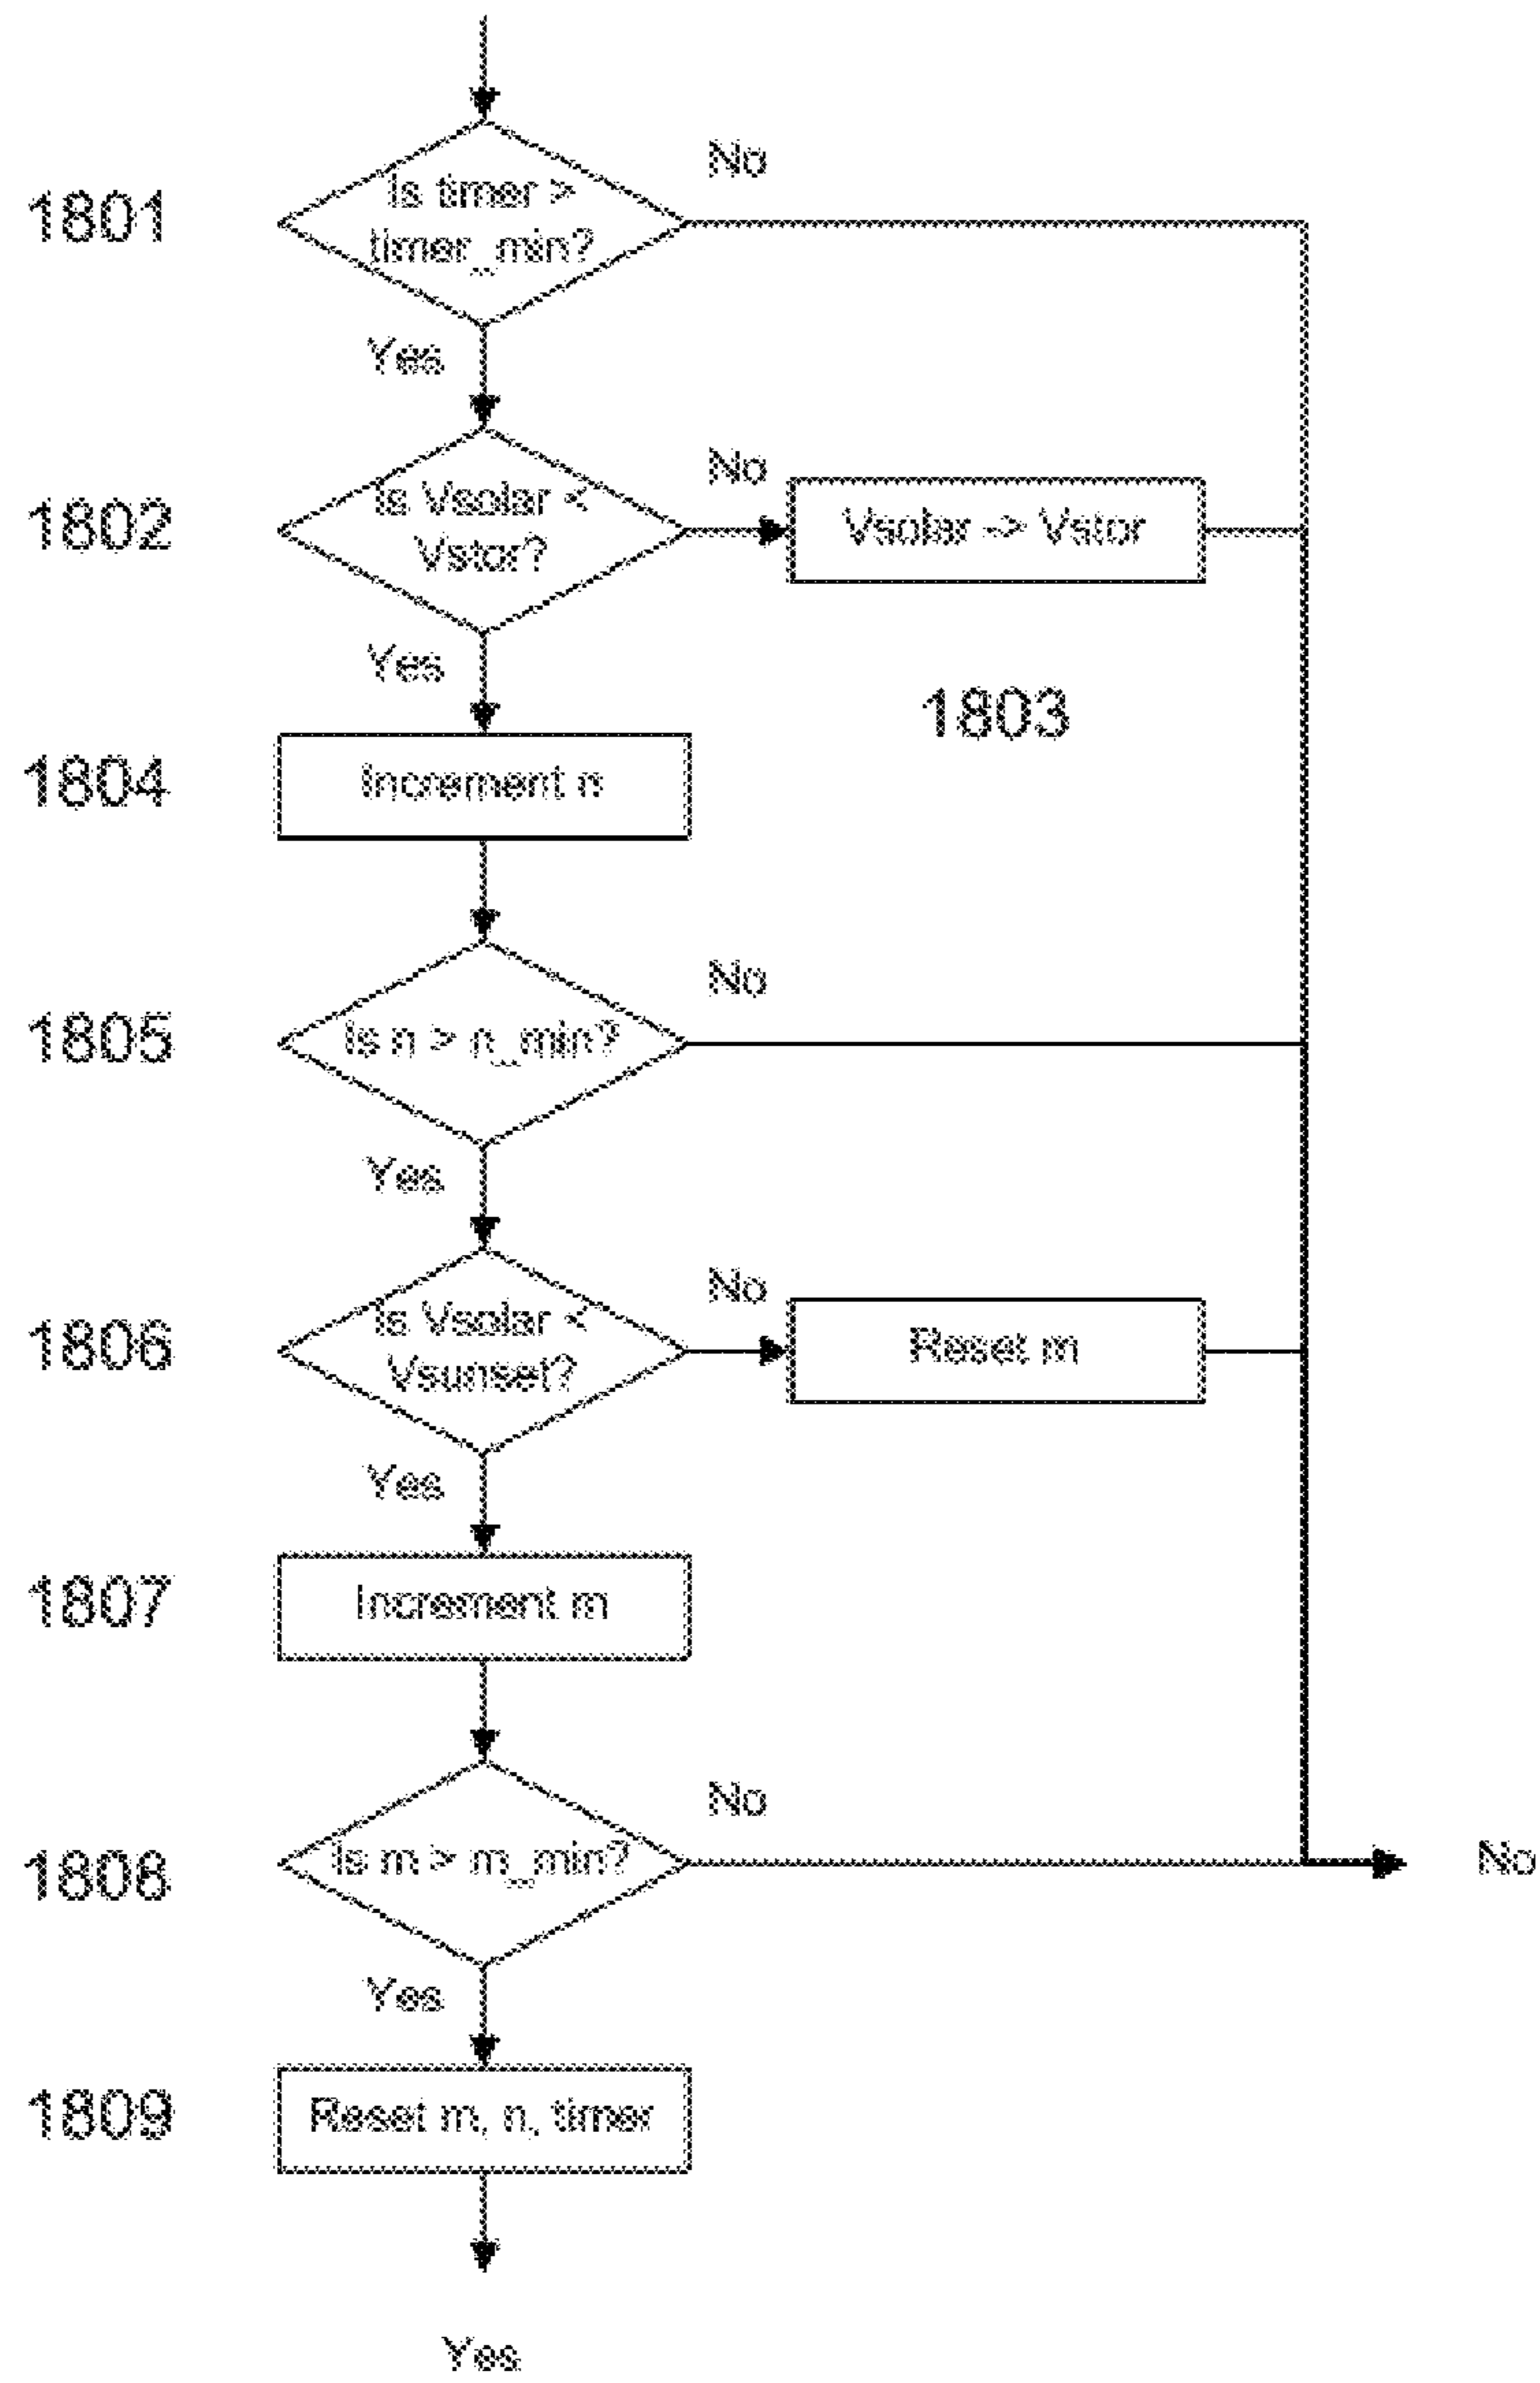 No
1801
Is timer >
timer_min?
Yes
No
1802
Is Vsolar <
Vstor?
Vsolar -> Vstor
Yes
1803
1804
Increment n
No
1805
Is n > n_min?
Yes
No
1806
Is Vsolar <
Vsunset?
Reset m
Yes
1807
Increment m
No
1808
Is m > m_min?
No
Yes
1809
Reset m, n, timer
Yes